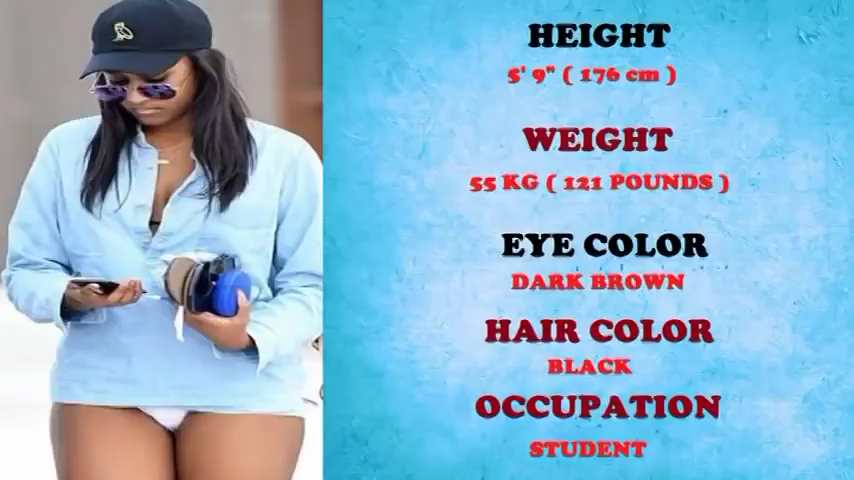 HEIGHT
5' 9" ( 176 cm )
WEIGHT
55 KG ( 121 POUNDS )
EYE COLOR
DARK BROWN
HAIR COLOR
BLACK
OCCUPATION
STUDENT